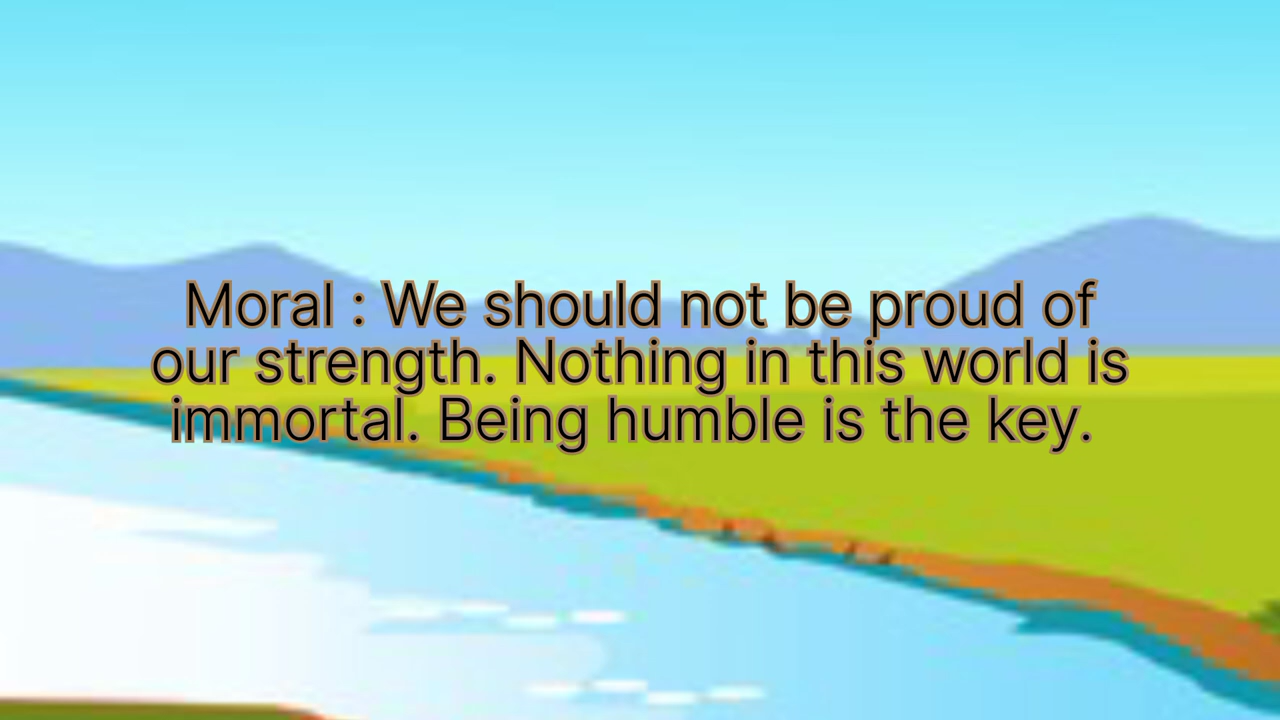 Moral : We should not be proud of
our strength. Nothing in this world is
immortal. Being humble is the key.